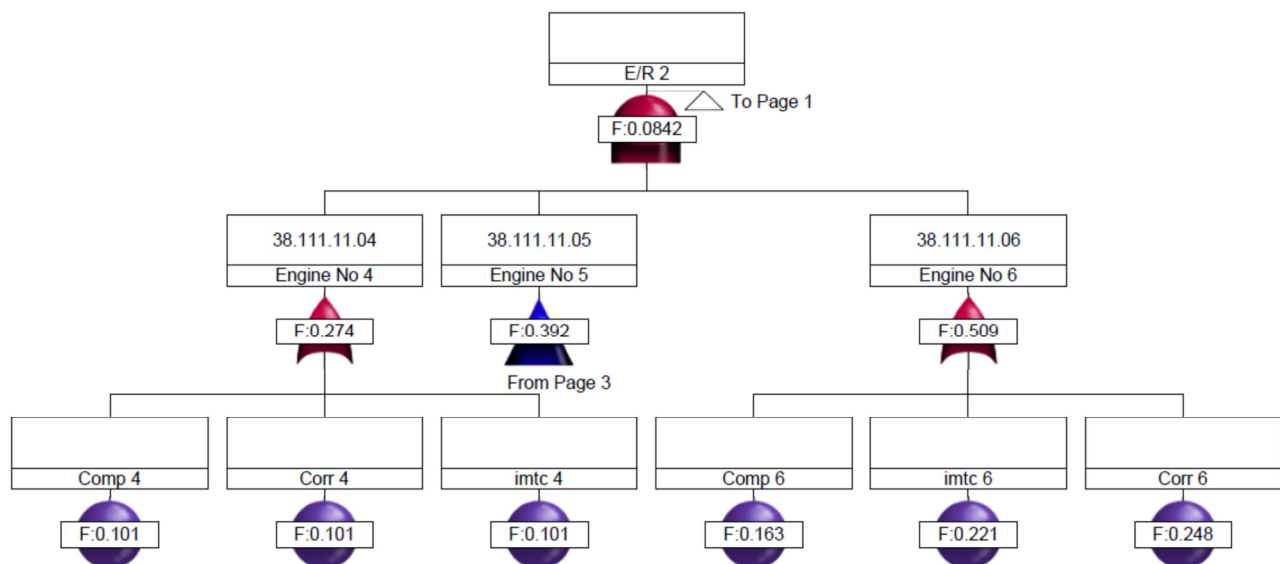 E/R 2
To Page 1
F:0.0842
38.111.11.04
38.111.11.05
38.111.11.06
Engine No 4
Engine No 5
Engine No 6
F:0.274
F:0.392
F:0.509
From Page 3
Comp 4
Corr 4
imtc 4
Comp 6
imtc 6
Corr 6
F:0.101
F:0.101
F:0.101
F:0.163
F:0.221
F:0.248